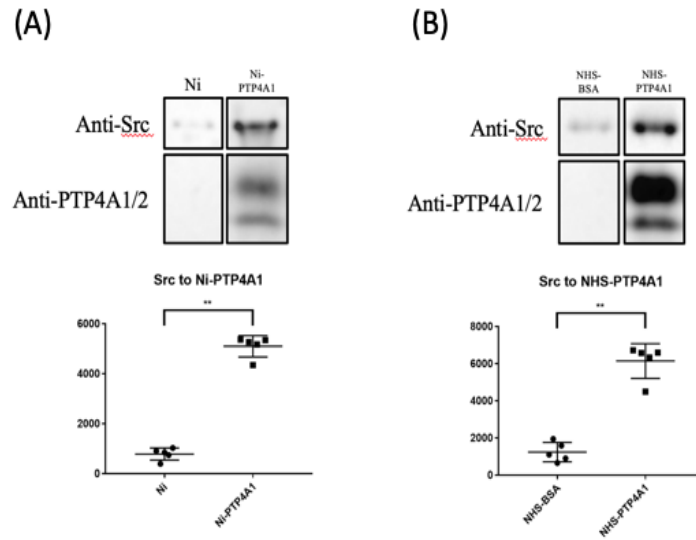 (A)
Ni
Ni-
PTP4A1
Anti-Src
Anti-PTP4A1/2
Src to Ni-PTP4A1
**
6000
4000
2000
0
Ni
Ni-PTP4A1
(B)
NHS-
BSA
NHS-
PTP4A1
Anti-Src
Anti-PTP4A1/2
Src to NHS-PTP4A1
**
8000
6000
4000
2000
0
NHS-BSA
NHS-PTP4A1